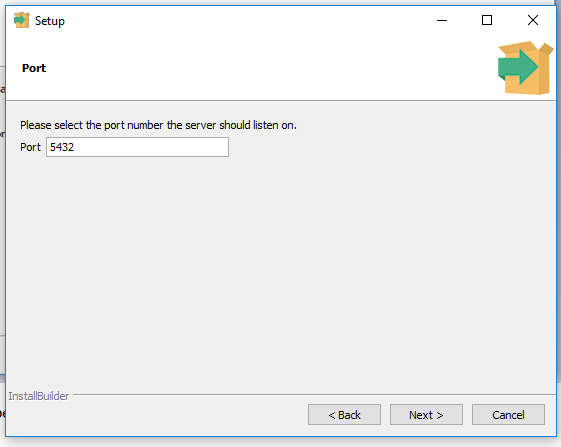 Setup
Port
Please select the port number the server should listen on.
Port 5432
InstallBuilder
< Back Next > Cancel